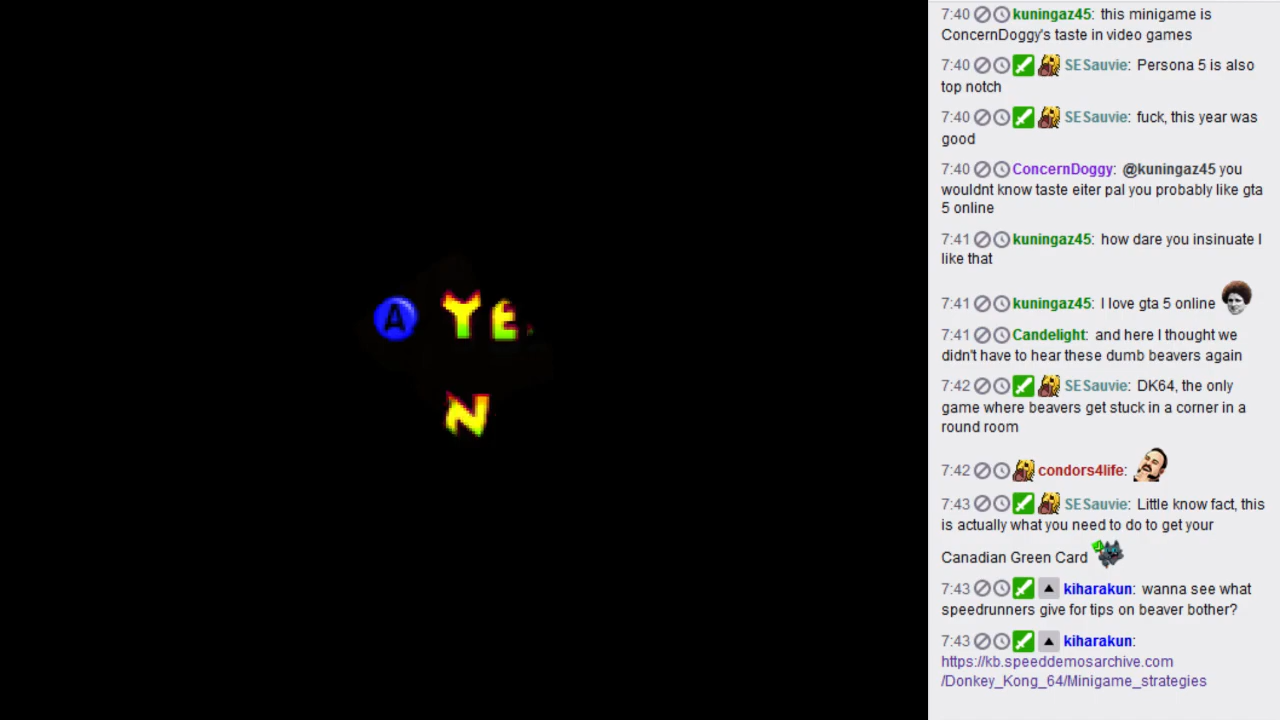 A YE
N
7:40 kuningaz45: this minigame is
ConcernDoggy's taste in video games
7:40 SESauvie: Persona 5 is also
top notch
7:40 SESauvie: fuck, this year was
good
7:40 ConcernDoggy: @kuningaz45 you
wouldnt know taste eiter pal you probably like gta
5 online
7:41 kuningaz45: how dare you insinuate I
like that
7:41 kuningaz45: I love gta 5 online
7:41 Candelight: and here I thought we
didn't have to hear these dumb beavers again
7:42 SESauvie: DK64, the only
game where beavers get stuck in a corner in a
round room
7:42 condors4life:
7:43 SESauvie: Little know fact, this
is actually what you need to do to get your
Canadian Green Card
7:43 kiharakun: wanna see what
speedrunners give for tips on beaver bother?
7:43 kiharakun:
https://kb.speeddemosarchive.com
/Donkey_Kong_64/Minigame_strategies